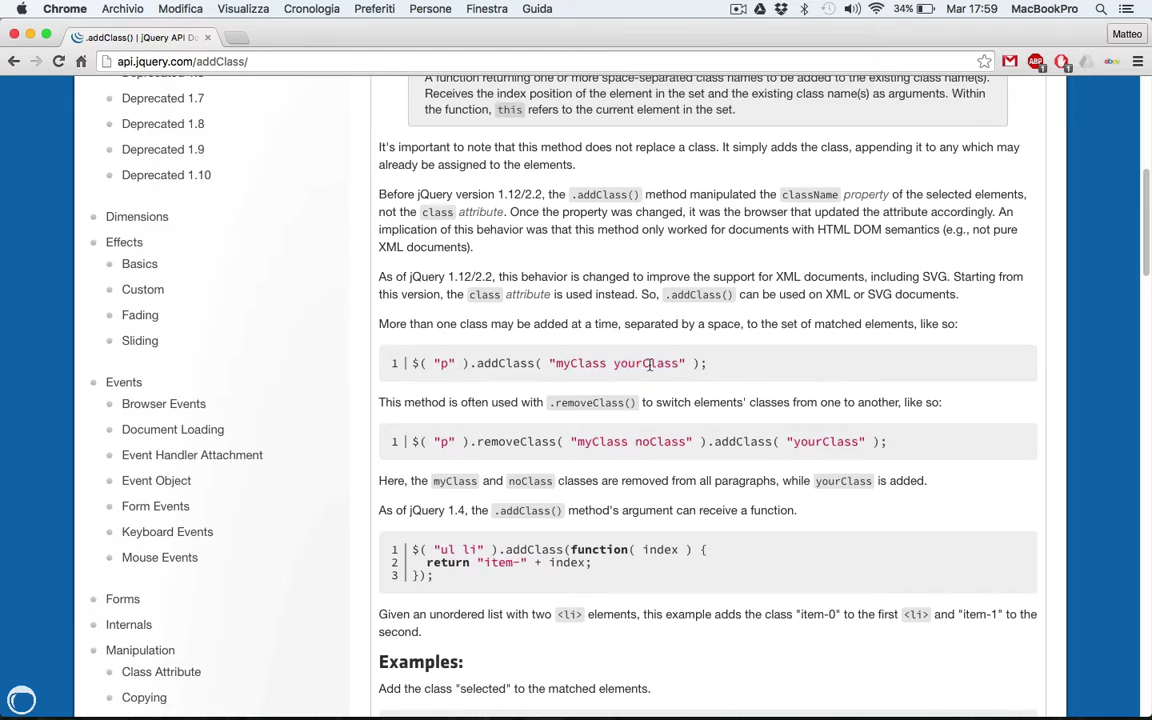 Chrome Archivio Modifica Visualizza Cronologia Preferiti Persone Finestra Guida 34% Mar 17:59 MacBookPro
.addClass() | jQuery API Do Matteo
api.jquery.com/addClass/ ABP 1 1 ebay
Deprecated 1.7
Deprecated 1.8
Deprecated 1.9
Deprecated 1.10
Dimensions
Effects
Basics
Custom
Fading
Sliding
Events
Browser Events
Document Loading
Event Handler Attachment
Event Object
Form Events
Keyboard Events
Mouse Events
Forms
Internals
Manipulation
Class Attribute
Copying
A function returning one or more space-separated class names to be added to the existing class name(s).
Receives the index position of the element in the set and the existing class name(s) as arguments. Within
the function, this refers to the current element in the set.
It's important to note that this method does not replace a class. It simply adds the class, appending it to any which may
already be assigned to the elements.
Before jQuery version 1.12/2.2, the .addClass() method manipulated the className property of the selected elements,
not the class attribute. Once the property was changed, it was the browser that updated the attribute accordingly. An
implication of this behavior was that this method only worked for documents with HTML DOM semantics (e.g., not pure
XML documents).
As of jQuery 1.12/2.2, this behavior is changed to improve the support for XML documents, including SVG. Starting from
this version, the class attribute is used instead. So, .addClass() can be used on XML or SVG documents.
More than one class may be added at a time, separated by a space, to the set of matched elements, like so:
1 $( "p" ).addClass( "myClass yourClass" );
This method is often used with .removeClass() to switch elements' classes from one to another, like so:
1 $( "p" ).removeClass( "myClass noClass" ).addClass( "yourClass" );
Here, the myClass and noClass classes are removed from all paragraphs, while yourClass is added.
As of jQuery 1.4, the .addClass() method's argument can receive a function.
1 $( "ul li" ).addClass(function( index ) {
2 return "item-" + index;
3 });
Given an unordered list with two <li> elements, this example adds the class "item-0" to the first <li> and "item-1" to the
second.
Examples:
Add the class "selected" to the matched elements.